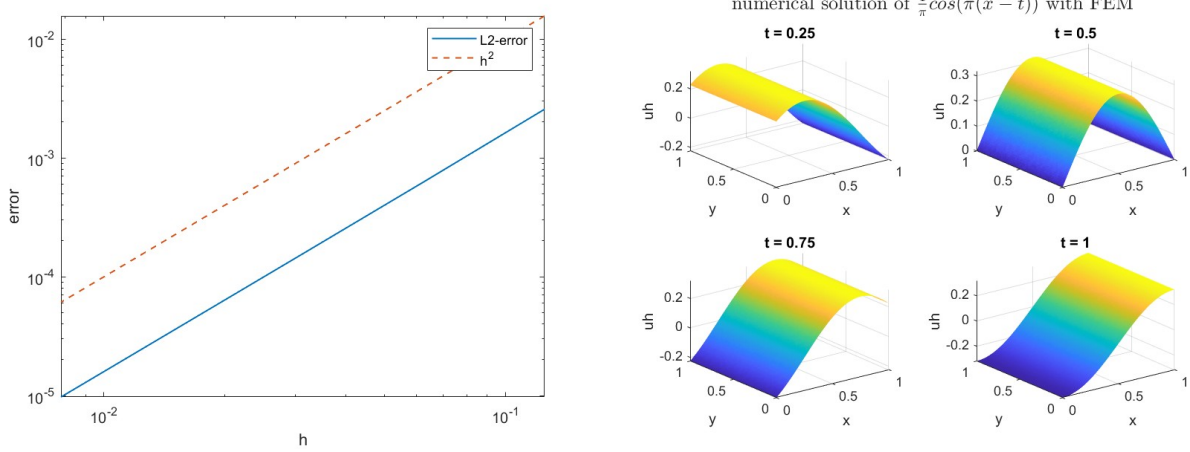 10^-2
10^-3
10^-4
10^-5
error
10^-2
10^-1
h
L2-error
h^2
numerical solution of cos(π(x − t)) with FEM
t = 0.25
0.2
0
-0.2
uh
1
0.5
0
y
0
0.5
1
x
t = 0.5
0.3
0.2
0.1
0
uh
1
0.5
0
y
0
0.5
1
x
t = 0.75
0.2
0
-0.2
uh
1
0.5
0
y
0
0.5
1
x
t = 1
0.2
0
-0.2
uh
1
0.5
0
y
0
0.5
1
x